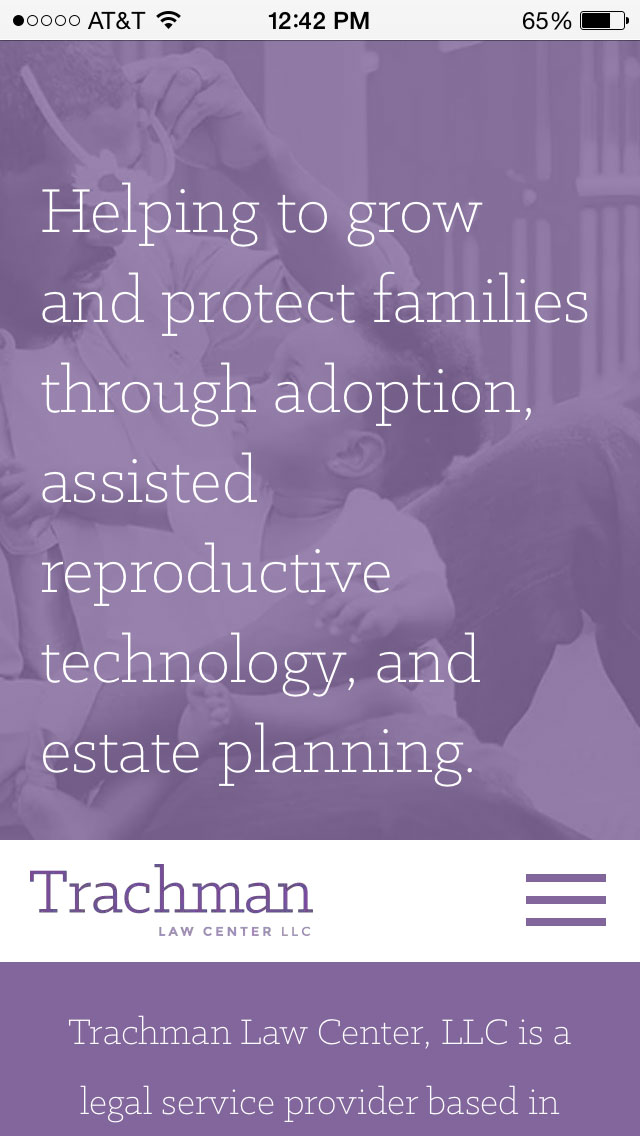 AT&T 12:42 PM 65%
Helping to grow
and protect families
through adoption,
assisted
reproductive
technology, and
estate planning.
Trachman
LAW CENTER LLC
Trachman Law Center, LLC is a
legal service provider based in